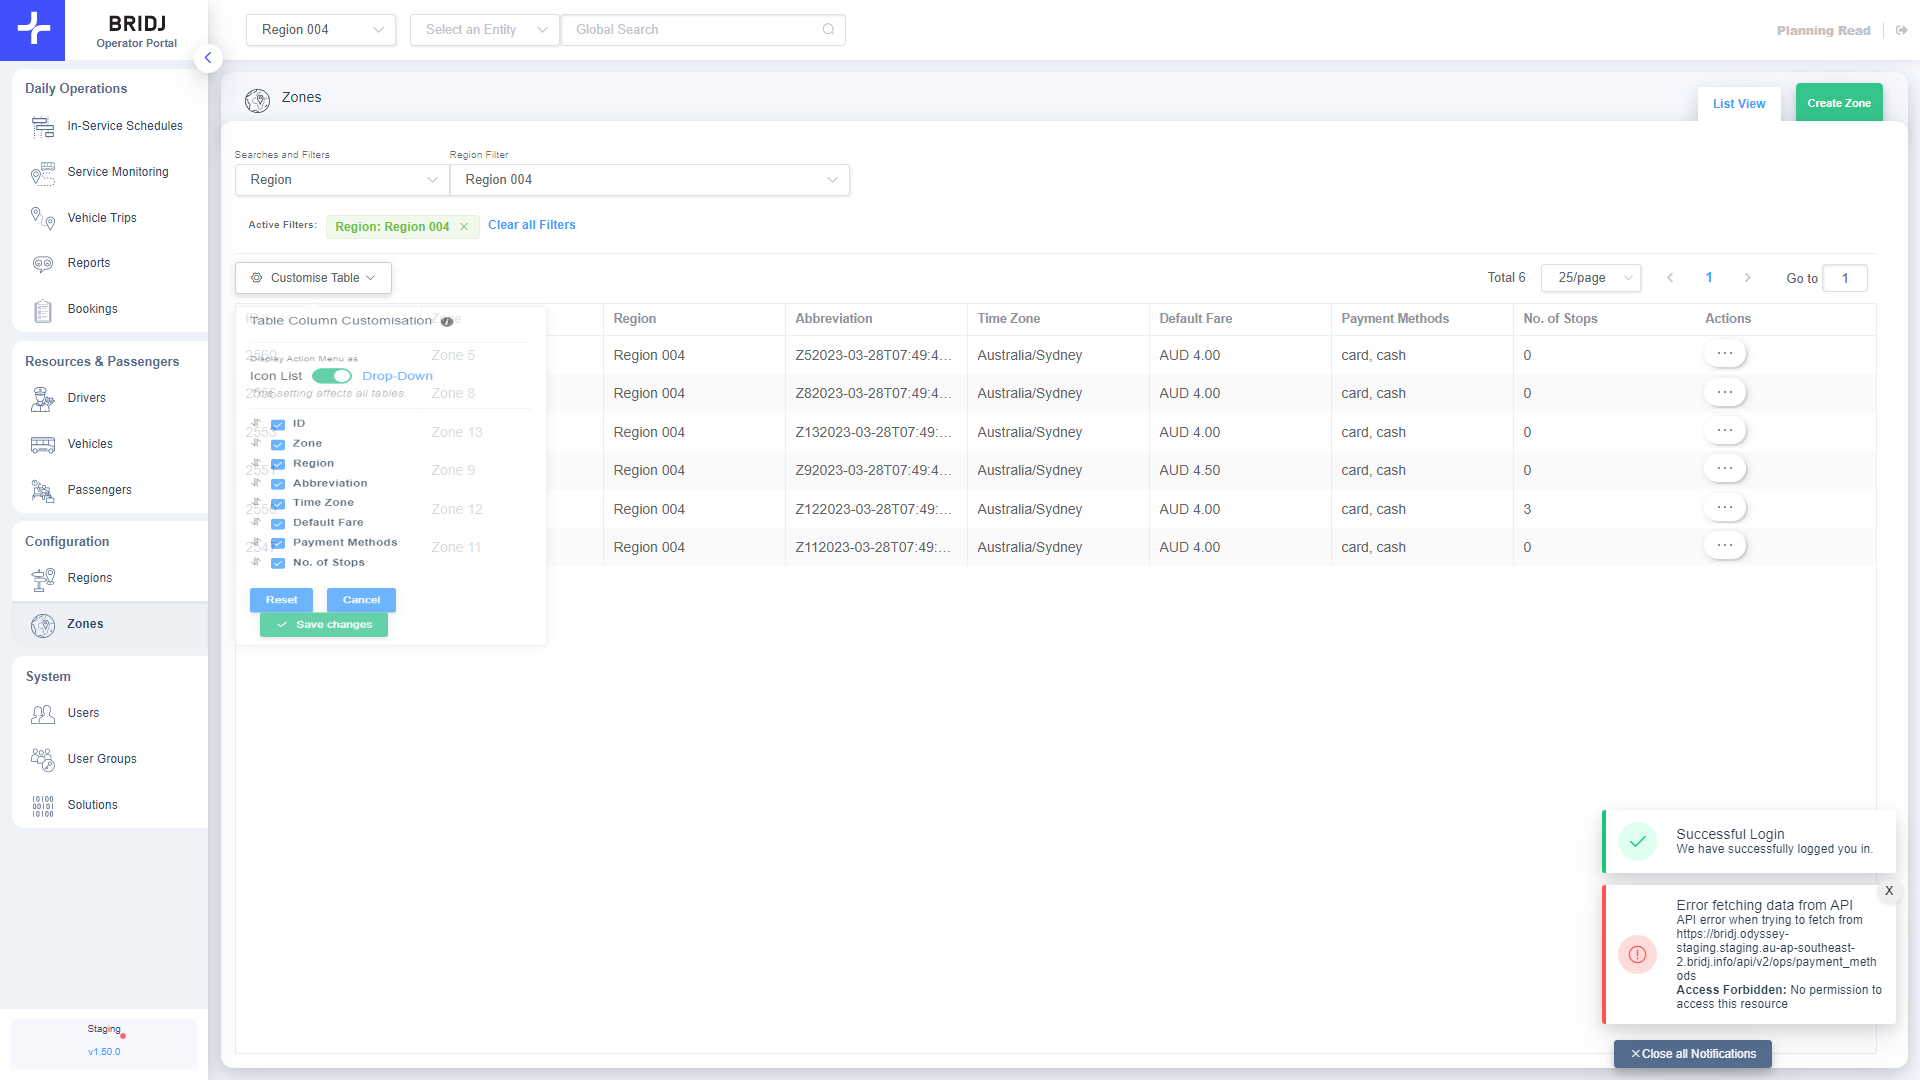 BRIDJ
Operator Portal
Region 004
Select an Entity
Global Search
Planning Read
Daily Operations
In-Service Schedules
Service Monitoring
Vehicle Trips
Reports
Bookings
Resources & Passengers
Drivers
Vehicles
Passengers
Configuration
Regions
Zones
System
Users
User Groups
Solutions
Staging
v1.50.0
Zones
List View
Create Zone
Searches and Filters
Region Filter
Region
Region 004
Active Filters:
Region: Region 004
Clear all Filters
Customise Table
Total 6
25/page
1
Go to
1
Table Column Customisation
Display Action Menu as
Icon List
Drop-Down
This setting affects all tables.
ID
Zone
Region
Abbreviation
Time Zone
Default Fare
Payment Methods
No. of Stops
Reset
Cancel
Save changes
Region Abbreviation Time Zone Default Fare Payment Methods No. of Stops Actions
Zone 5 Region 004 Z52023-03-28T07:49:4... Australia/Sydney AUD 4.00 card, cash 0 ...
Zone 8 Region 004 Z82023-03-28T07:49:4... Australia/Sydney AUD 4.00 card, cash 0 ...
2553 Zone 13 Region 004 Z132023-03-28T07:49:... Australia/Sydney AUD 4.00 card, cash 0 ...
2551 Zone 9 Region 004 Z92023-03-28T07:49:4... Australia/Sydney AUD 4.50 card, cash 0 ...
Zone 12 Region 004 Z122023-03-28T07:49:... Australia/Sydney AUD 4.00 card, cash 3 ...
Zone 11 Region 004 Z112023-03-28T07:49:... Australia/Sydney AUD 4.00 card, cash 0 ...
Successful Login
We have successfully logged you in.
X
Error fetching data from API
API error when trying to fetch from
https://bridj.odyssey-
staging.staging.au-ap-southeast-
2.bridj.info/api/v2/ops/payment_meth
ods
Access Forbidden: No permission to
access this resource
Close all Notifications